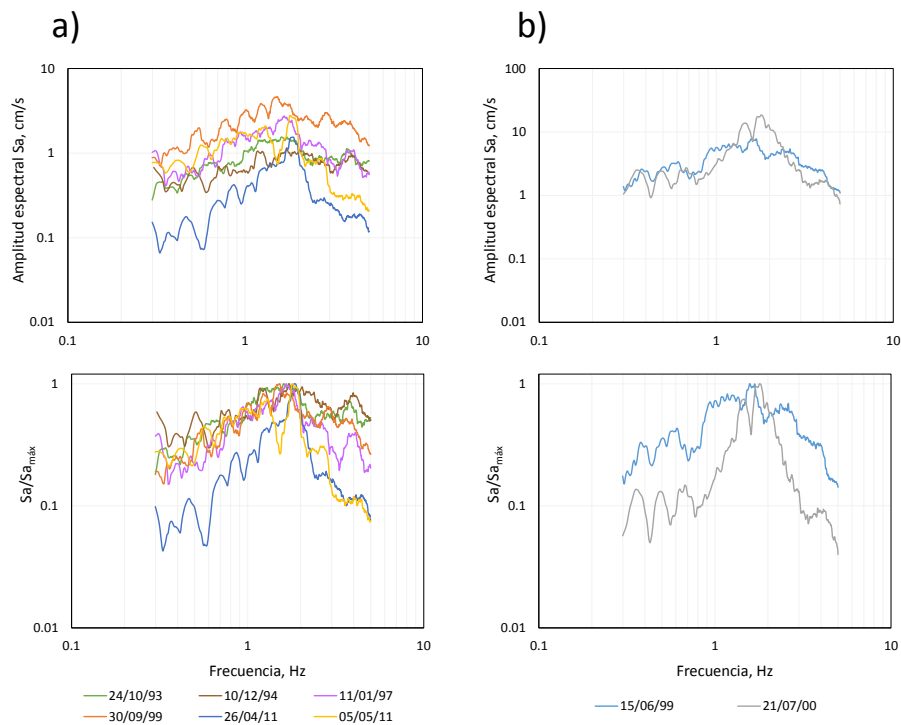 a)
b)
10
1
0.1
0.01
0.1
1
10
Amplitud espectral Sa, cm/s
100
10
1
0.1
0.01
0.1
1
10
Amplitud espectral Sa, cm/s
1
0.1
0.01
0.1
1
10
Sa/Samáx
Frecuencia, Hz
1
0.1
0.01
0.1
1
10
Sa/Samáx
Frecuencia, Hz
24/10/93 10/12/94 11/01/97
30/09/99 26/04/11 05/05/11
15/06/99 21/07/00